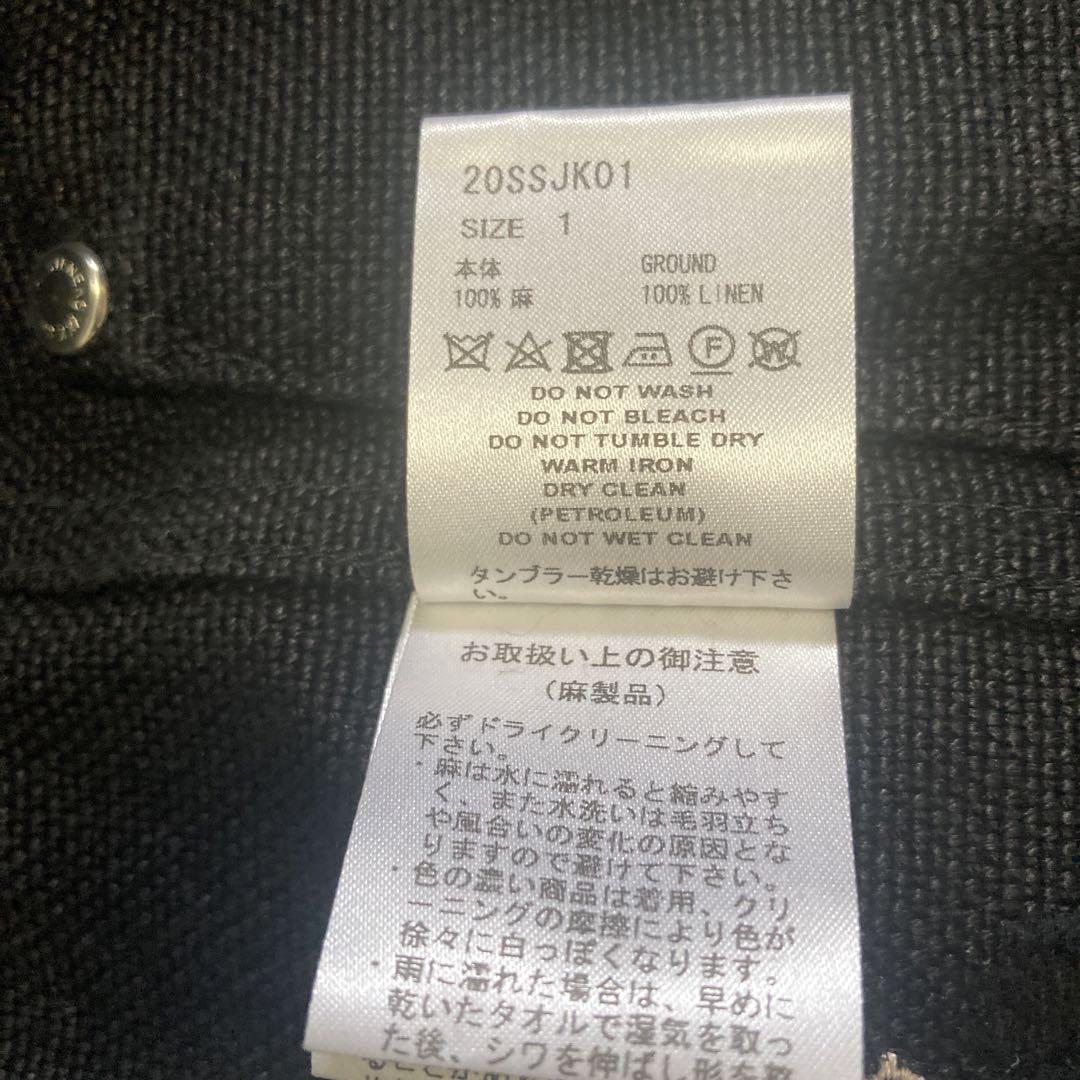 20SSJK01
SIZE 1
本体 GROUND
100% 麻 100% LINEN
F W
DO NOT WASH
DO NOT BLEACH
DO NOT TUMBLE DRY
WARM IRON
DRY CLEAN
(PETROLEUM)
DO NOT WET CLEAN
タンブラー乾燥はお避け下さ
い。
お取扱い上の御注意
(麻製品)
必ずドライクリーニングして
下さい。
・麻は水に濡れると縮みやす
く、また水洗いは毛羽立ち
や風合いの変化の原因とな
りますので避けて下さい。
・色の濃い商品は着用、クリ
ーニングの摩擦により色が
徐々に白っぽくなります。
・雨に濡れた場合は、早めに
乾いたタオルで湿気を取っ
た後、シワを伸ばし形を整